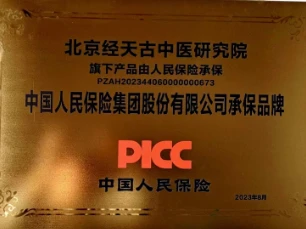 北京经天古中医研究院
旗下产品由人民保险承保
PZAH202344060000000673
中国人民保险集团股份有限公司承保品牌
PICC
中国人民保险
2023年8月